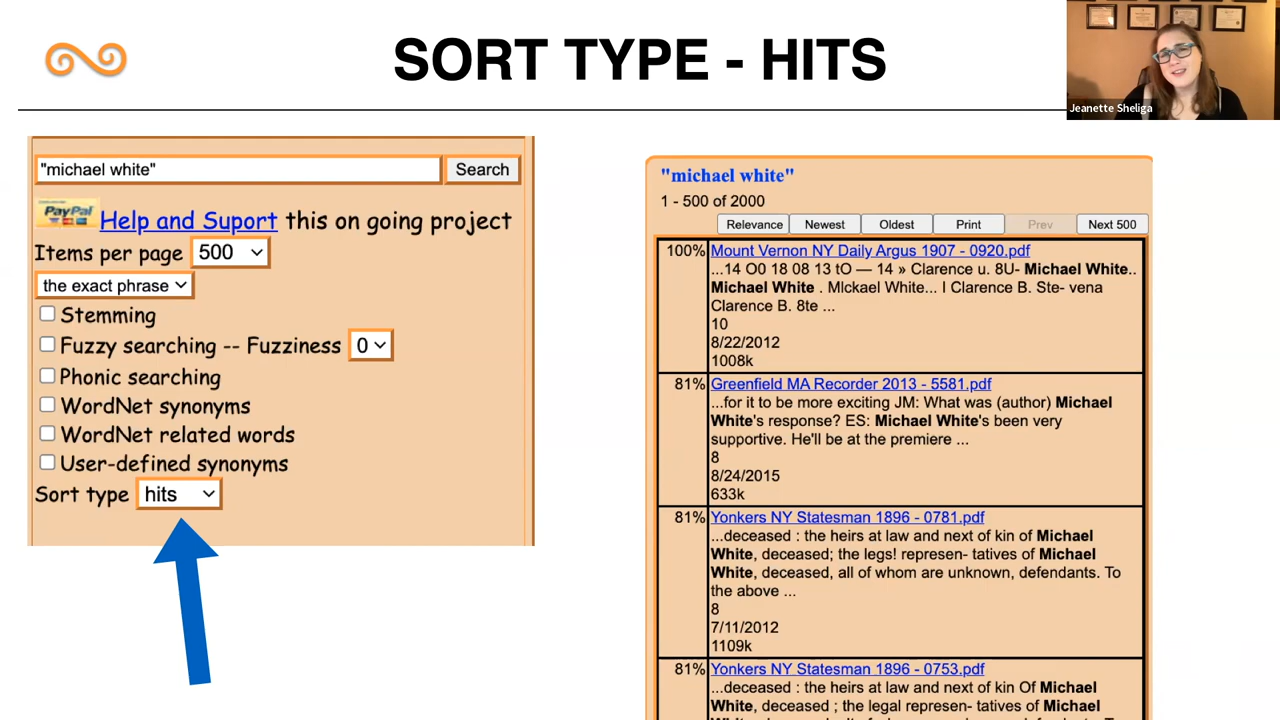 SORT TYPE - HITS
Jeanette Sheliga
"michael white"
Search
PayPal
Help and Suport this on going project
Items per page 500
the exact phrase
Stemming
Fuzzy searching -- Fuzziness 0
Phonic searching
WordNet synonyms
WordNet related words
User-defined synonyms
Sort type hits
"michael white"
1 - 500 of 2000
Relevance Newest Oldest Print Prev Next 500
100% Mount Vernon NY Daily Argus 1907 - 0920.pdf
...14 O0 18 08 13 tO — 14 » Clarence u. 8U- Michael White..
Michael White . Mlckael White... I Clarence B. Ste- vena
Clarence B. 8te ...
10
8/22/2012
1008k
81% Greenfield MA Recorder 2013 - 5581.pdf
...for it to be more exciting JM: What was (author) Michael
White's response? ES: Michael White's been very
supportive. He'll be at the premiere ...
8
8/24/2015
633k
81% Yonkers NY Statesman 1896 - 0781.pdf
...deceased : the heirs at law and next of kin of Michael
White, deceased; the legs! represen- tatives of Michael
White, deceased, all of whom are unknown, defendants. To
the above ...
8
7/11/2012
1109k
81% Yonkers NY Statesman 1896 - 0753.pdf
...deceased : the heirs at law and next of kin Of Michael
White, deceased ; the legal represen- tatives of Michael